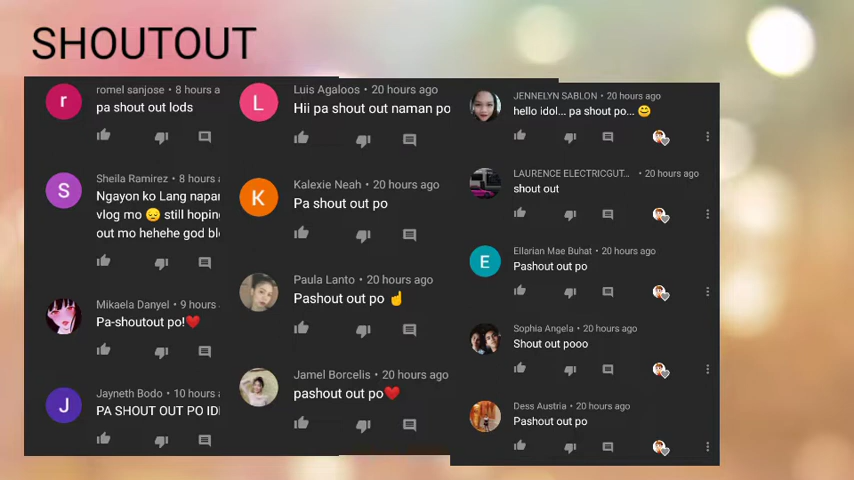 SHOUTOUT
r
romel sanjose • 8 hours a
pa shout out lods
S
Sheila Ramirez • 8 hours
Ngayon ko Lang napan
vlog mo 😞 still hoping
out mo hehehe god ble
Mikaela Danyel • 9 hours
Pa-shoutout po!❤️
J
Jayneth Bodo • 10 hours
PA SHOUT OUT PO ID
L
Luis Agaloos • 20 hours ago
Hii pa shout out naman po
K
Kalexie Neah • 20 hours ago
Pa shout out po
Paula Lanto • 20 hours ago
Pashout out po ☝️
Jamel Borcelis • 20 hours ago
pashout out po❤️
JENNELYN SABLON • 20 hours ago
hello idol... pa shout po... 😊
LAURENCE ELECTRICGUT... • 20 hours ago
shout out
E
Ellarian Mae Buhat • 20 hours ago
Pashout out po
Sophia Angela • 20 hours ago
Shout out pooo
Dess Austria • 20 hours ago
Pashout out po